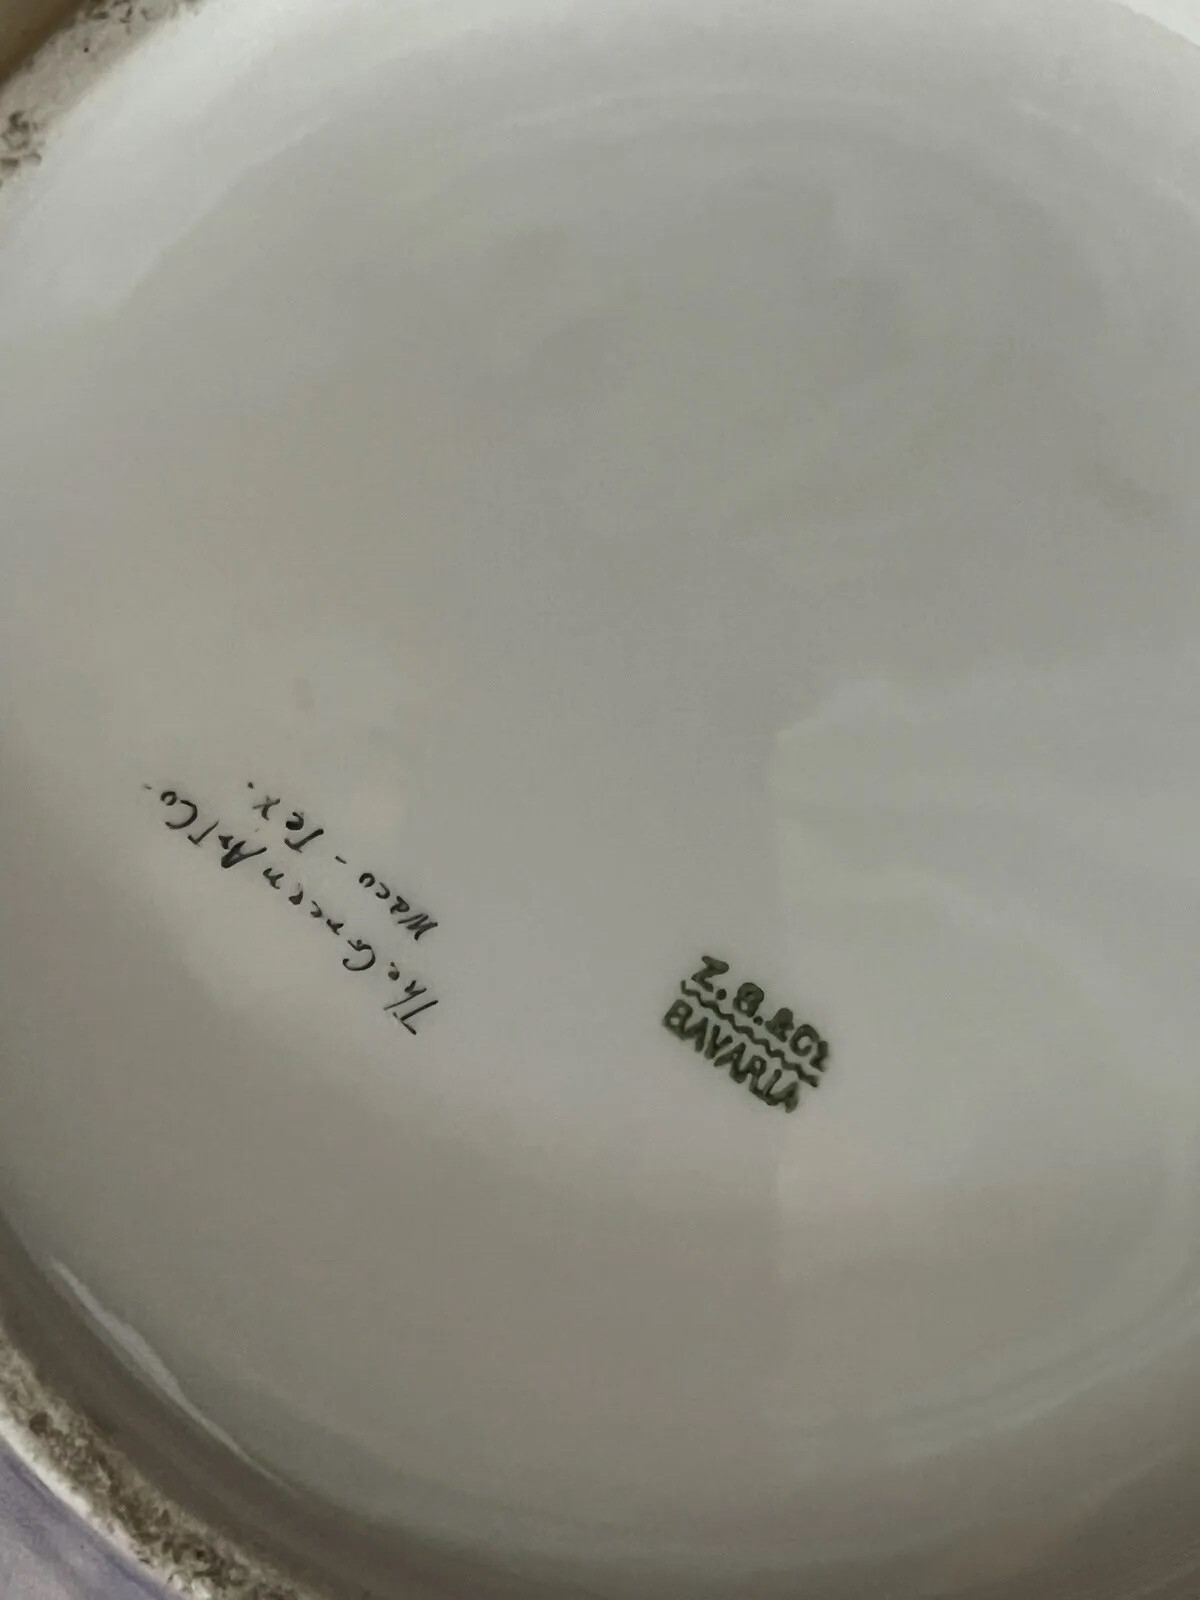 The Green Art Co.
Waco - Tex.
Z.S.&Co.
BAVARIA